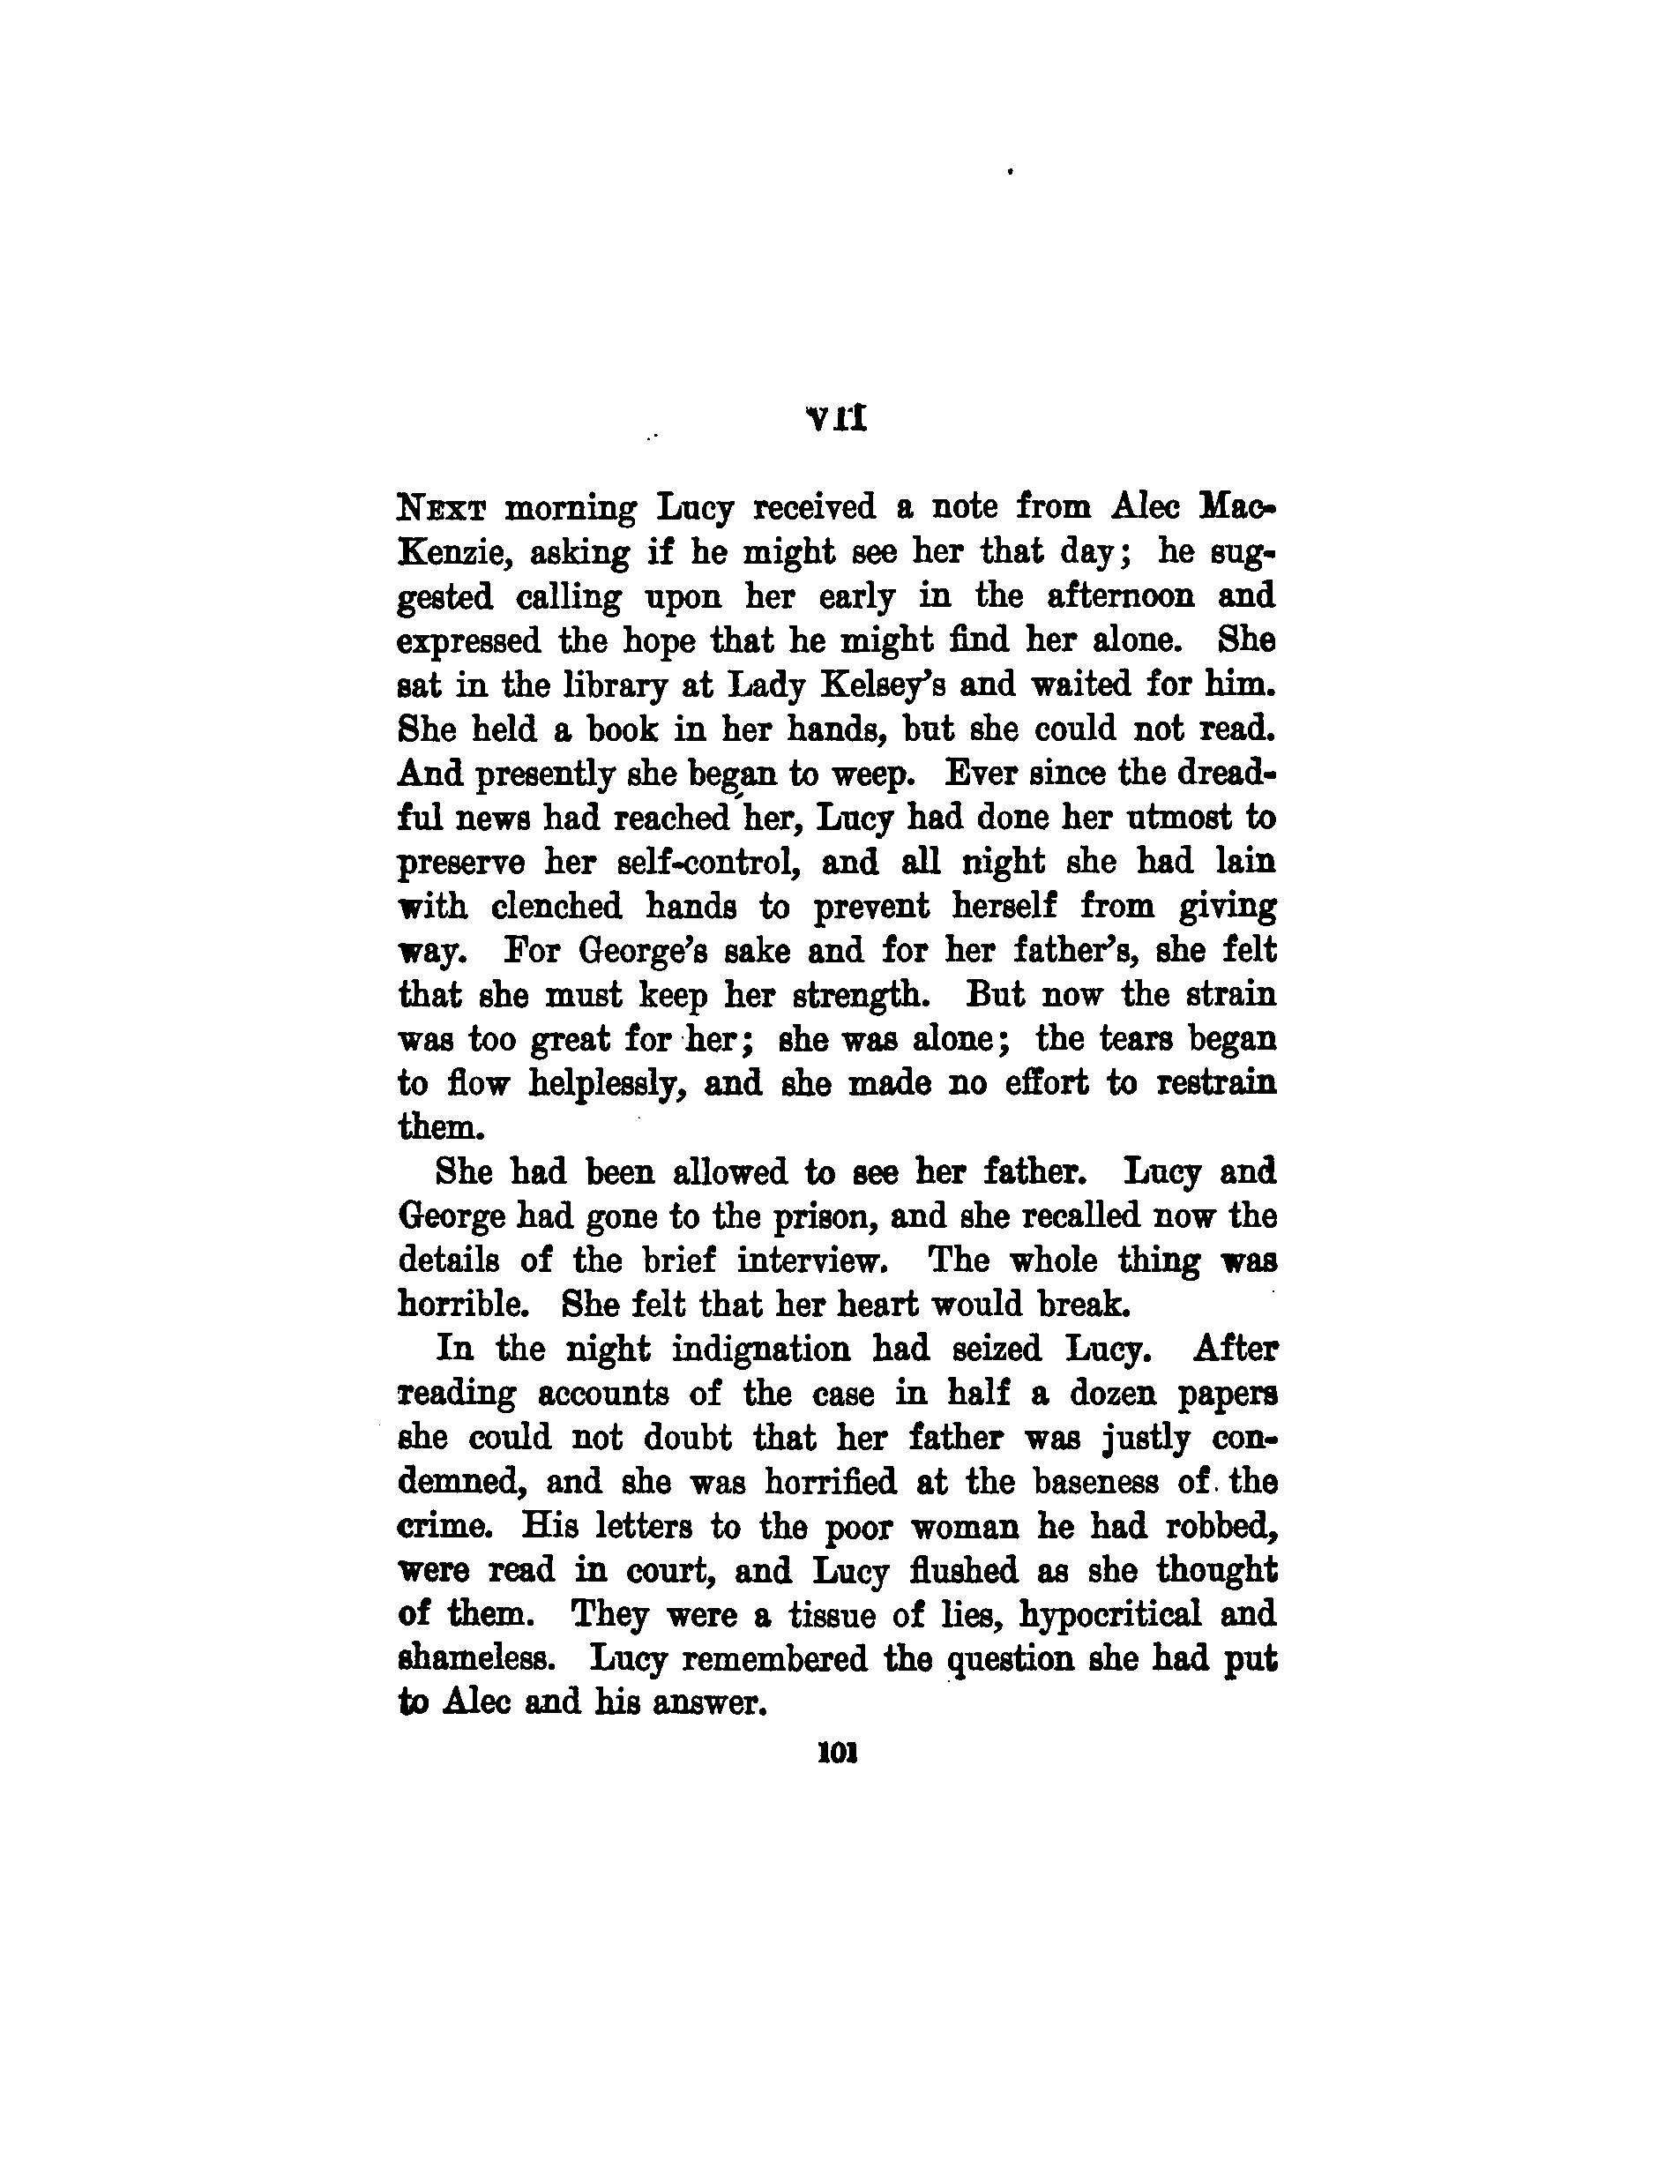 VII
NEXT morning Lucy received a note from Alec Mac-
Kenzie, asking if he might see her that day; he sug-
gested calling upon her early in the afternoon and
expressed the hope that he might find her alone. She
sat in the library at Lady Kelsey's and waited for him.
She held a book in her hands, but she could not read.
And presently she began to weep. Ever since the dread-
ful news had reached her, Lucy had done her utmost to
preserve her self-control, and all night she had lain
with clenched hands to prevent herself from giving
way. For George's sake and for her father's, she felt
that she must keep her strength. But now the strain
was too great for her; she was alone; the tears began
to flow helplessly, and she made no effort to restrain
them.
She had been allowed to see her father. Lucy and
George had gone to the prison, and she recalled now the
details of the brief interview. The whole thing was
horrible. She felt that her heart would break.
In the night indignation had seized Lucy. After
reading accounts of the case in half a dozen papers
she could not doubt that her father was justly con-
demned, and she was horrified at the baseness of the
crime. His letters to the poor woman he had robbed,
were read in court, and Lucy flushed as she thought
of them. They were a tissue of lies, hypocritical and
shameless. Lucy remembered the question she had put
to Alec and his answer.
101